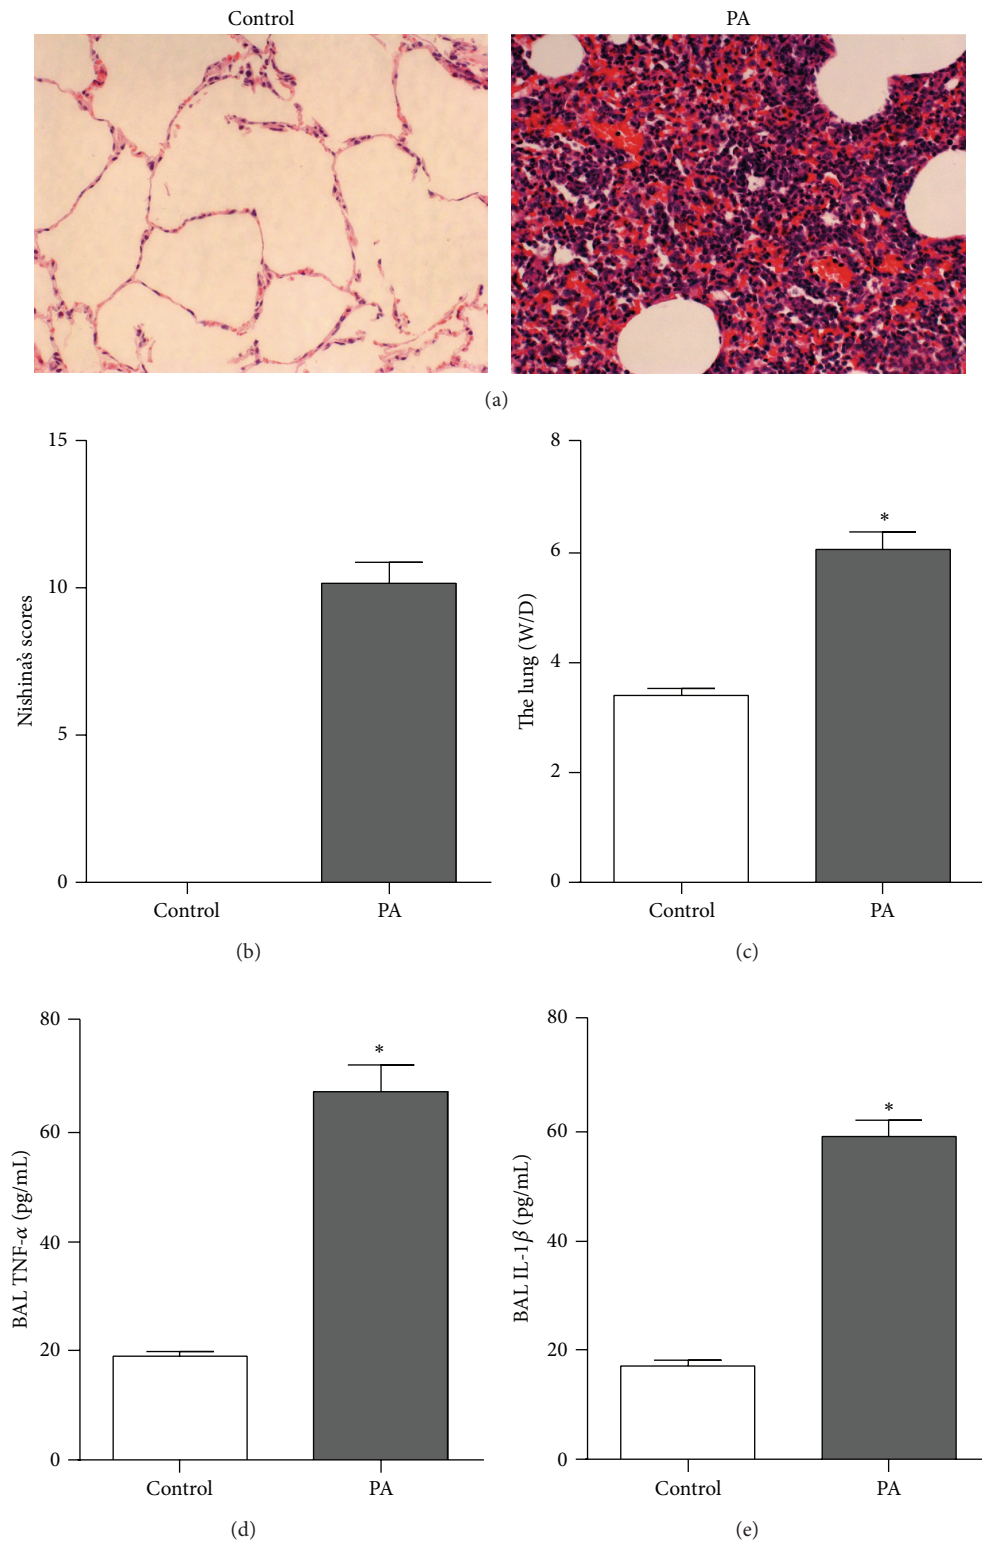 Control
PA
(a)
15
10
5
0
Nishina's scores
Control
PA
(b)
8
6
4
2
0
The lung (W/D)
*
Control
PA
(c)
80
60
40
20
0
BAL TNF-α (pg/mL)
*
Control
PA
(d)
80
60
40
20
0
BAL IL-1β (pg/mL)
*
Control
PA
(e)